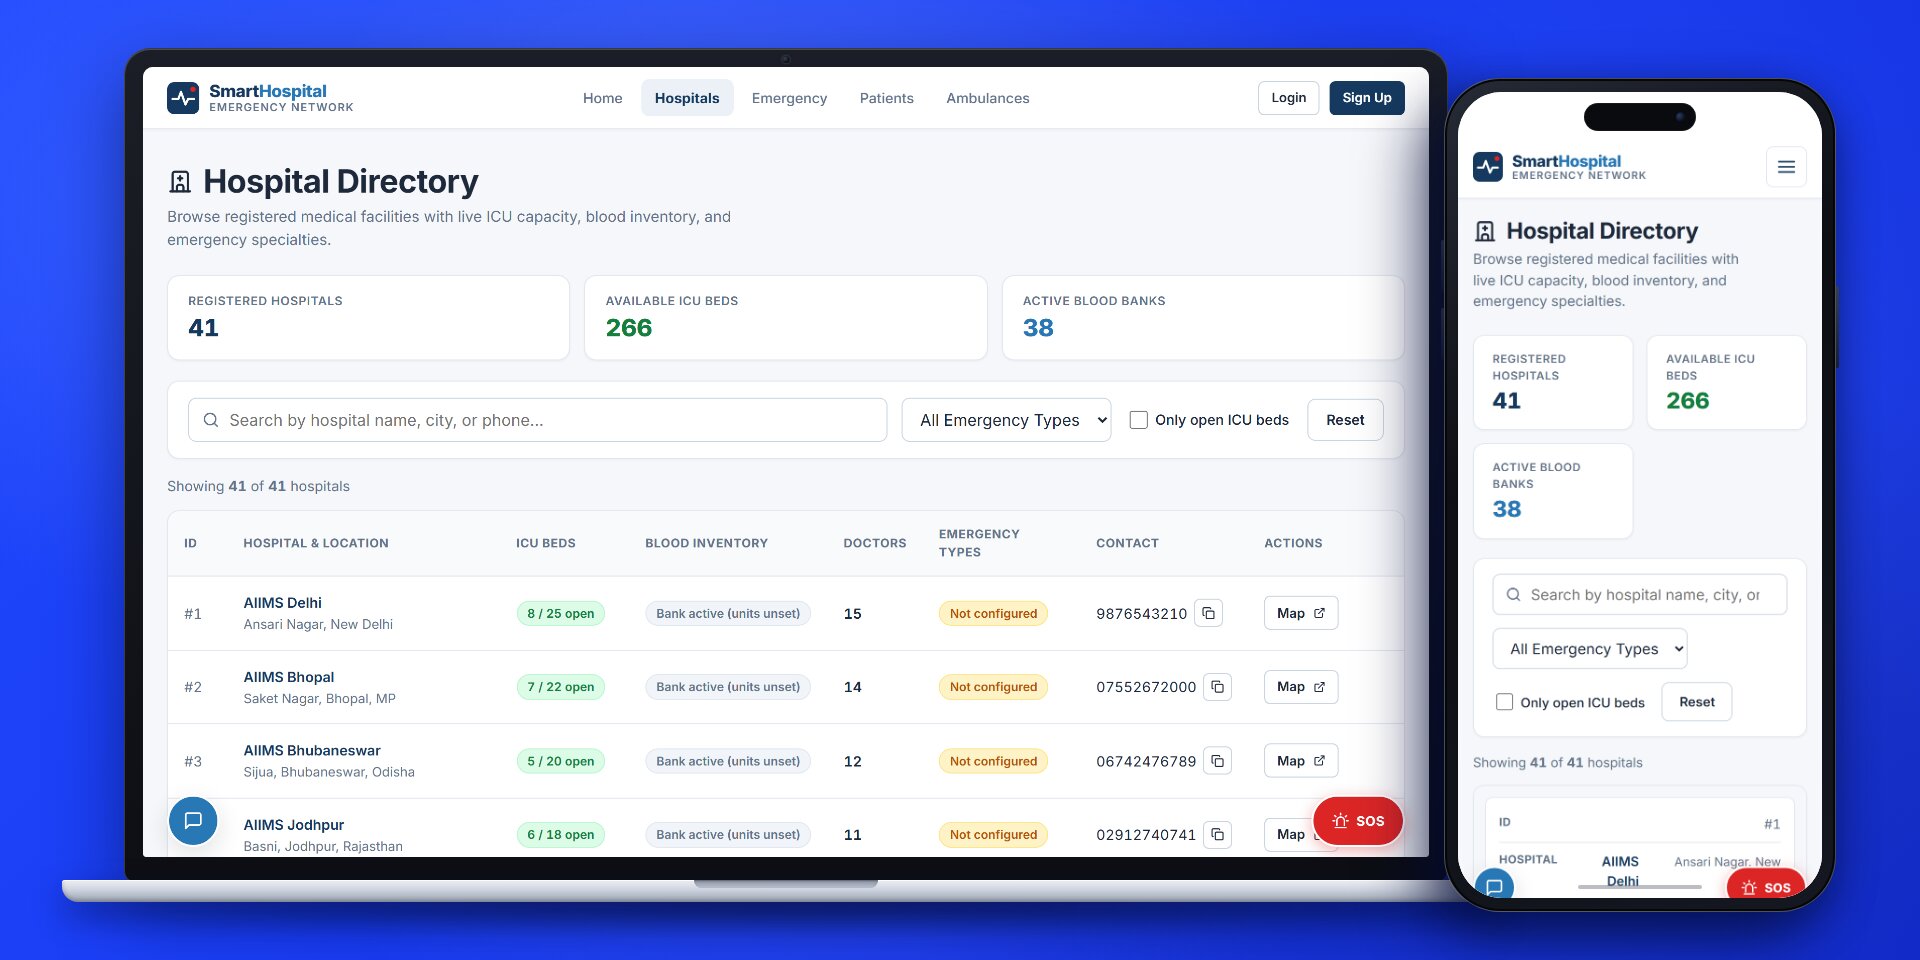 SmartHospital
EMERGENCY NETWORK
Home
Hospitals
Emergency
Patients
Ambulances
Login
Sign Up
Hospital Directory
Browse registered medical facilities with live ICU capacity, blood inventory, and
emergency specialties.
REGISTERED HOSPITALS
41
AVAILABLE ICU BEDS
266
ACTIVE BLOOD BANKS
38
Search by hospital name, city, or phone...
All Emergency Types
Only open ICU beds
Reset
Showing 41 of 41 hospitals
ID
HOSPITAL & LOCATION
ICU BEDS
BLOOD INVENTORY
DOCTORS
EMERGENCY
TYPES
CONTACT
ACTIONS
#1
AIIMS Delhi
Ansari Nagar, New Delhi
8 / 25 open
Bank active (units unset)
15
Not configured
9876543210
Map
#2
AIIMS Bhopal
Saket Nagar, Bhopal, MP
7 / 22 open
Bank active (units unset)
14
Not configured
07552672000
Map
#3
AIIMS Bhubaneswar
Sijua, Bhubaneswar, Odisha
5 / 20 open
Bank active (units unset)
12
Not configured
06742476789
Map
AIIMS Jodhpur
Basni, Jodhpur, Rajasthan
6 / 18 open
Bank active (units unset)
11
Not configured
02912740741
Map
SOS
SmartHospital
EMERGENCY NETWORK
Hospital Directory
Browse registered medical facilities with
live ICU capacity, blood inventory, and
emergency specialties.
REGISTERED
HOSPITALS
41
AVAILABLE ICU
BEDS
266
ACTIVE BLOOD
BANKS
38
Search by hospital name, city, or
All Emergency Types
Only open ICU beds
Reset
Showing 41 of 41 hospitals
ID
#1
HOSPITAL
AIIMS
Delhi
Ansari Nagar, New
SOS